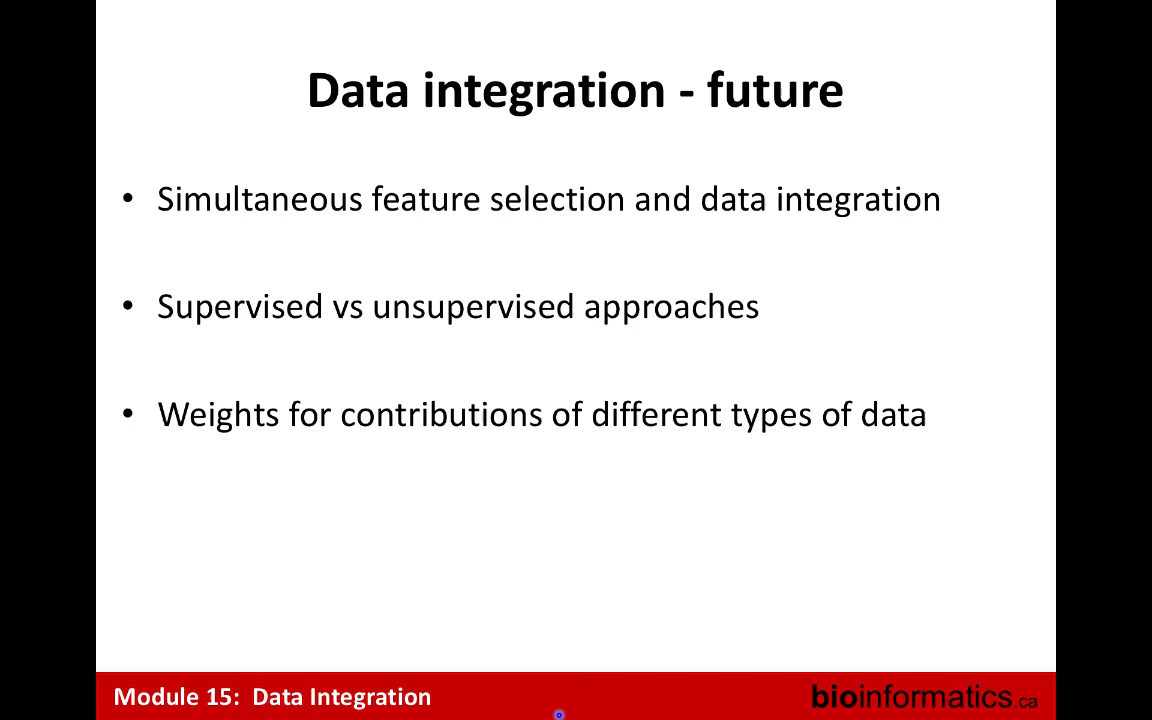 Data integration - future
• Simultaneous feature selection and data integration
• Supervised vs unsupervised approaches
• Weights for contributions of different types of data
Module 15: Data Integration
bioinformatics.ca